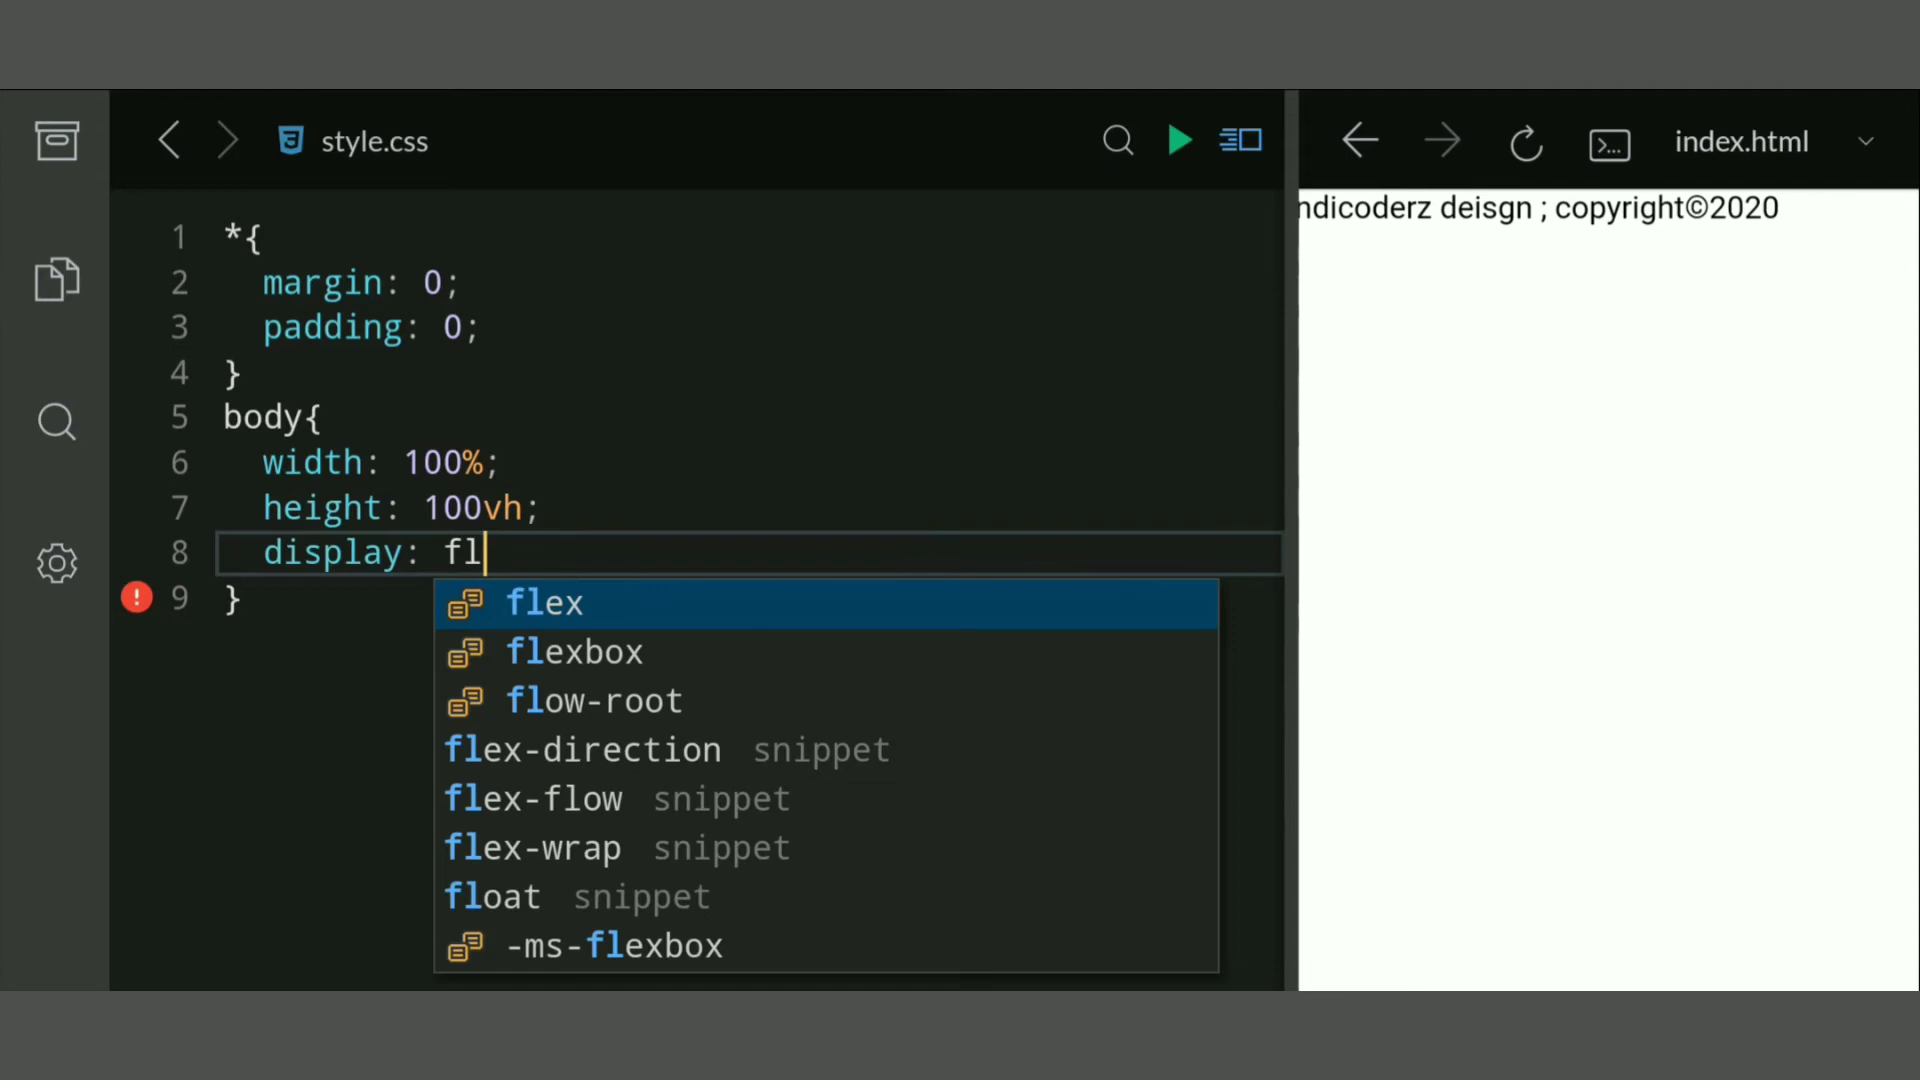 style.css
index.html
1 *{
2 margin: 0;
3 padding: 0;
4 }
5 body{
6 width: 100%;
7 height: 100vh;
8 display: fl
9 }
flex
flexbox
flow-root
flex-direction snippet
flex-flow snippet
flex-wrap snippet
float snippet
-ms-flexbox
ndicoderz deisgn ; copyright©2020